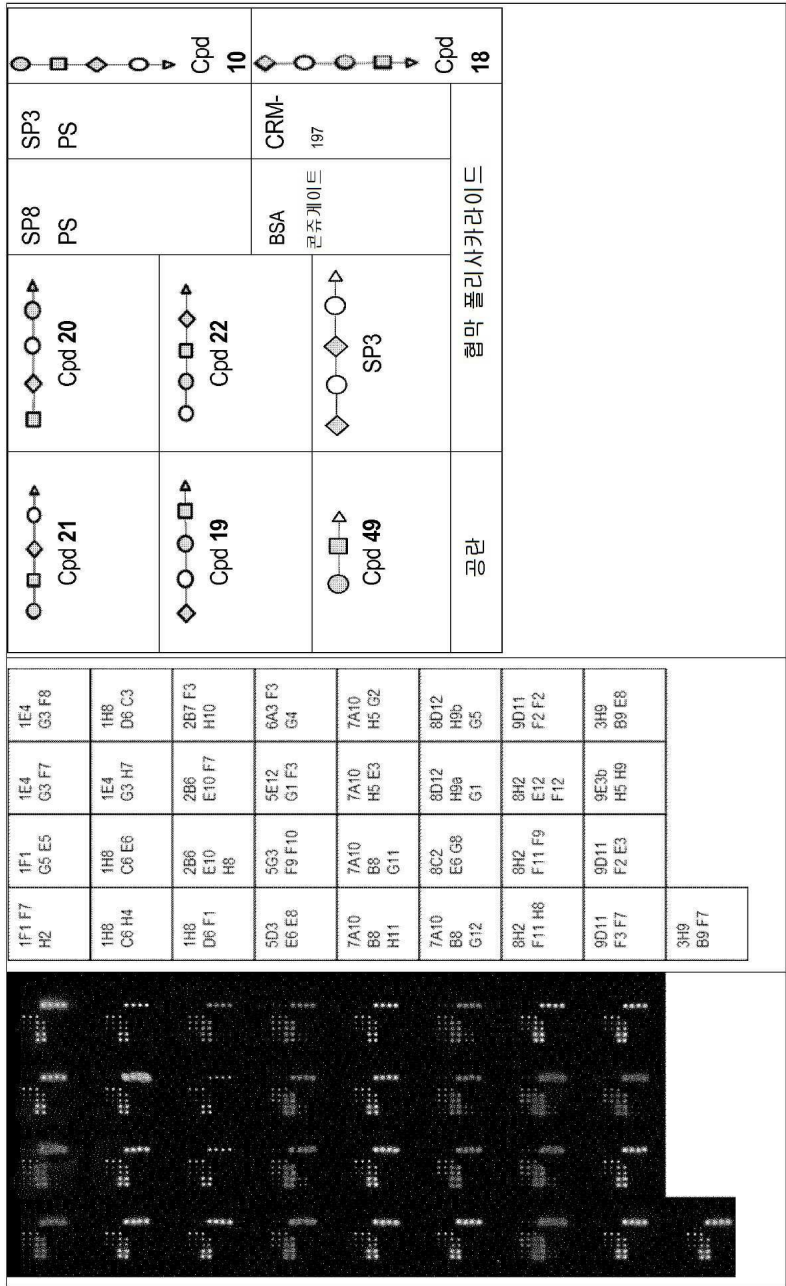 1F1 F7
H2
1F1
G5 E5
1E4
G3 F7
1E4
G3 F8
1H8
C6 H4
1H8
C6 E6
1E4
G3 H7
1H8
D6 C3
1H8
D6 F1
2B6
E10
H8
2B6
E10 F7
2B7 F3
H10
5D3
E6 E8
5G3
F9 F10
5E12
G1 F3
6A3 F3
G4
7A10
B8
H11
7A10
B8
G11
7A10
H5 E3
7A10
H5 G2
7A10
B8
G12
8C2
E6 G8
8D12
H9a
G1
8D12
H9b
G5
8H2
F11 H8
8H2
F11 F9
8H2
E12
F12
9D11
F2 F2
9D11
F3 F7
9D11
F2 E3
9E3b
H5 H9
3H9
B9 E8
3H9
B9 F7
Cpd 21
Cpd 20
SP8
PS
SP3
PS
Cpd
10
Cpd 19
Cpd 22
BSA
콘쥬게이트
CRM-
197
Cpd
18
Cpd 49
SP3
공란
협막 폴리사카라이드